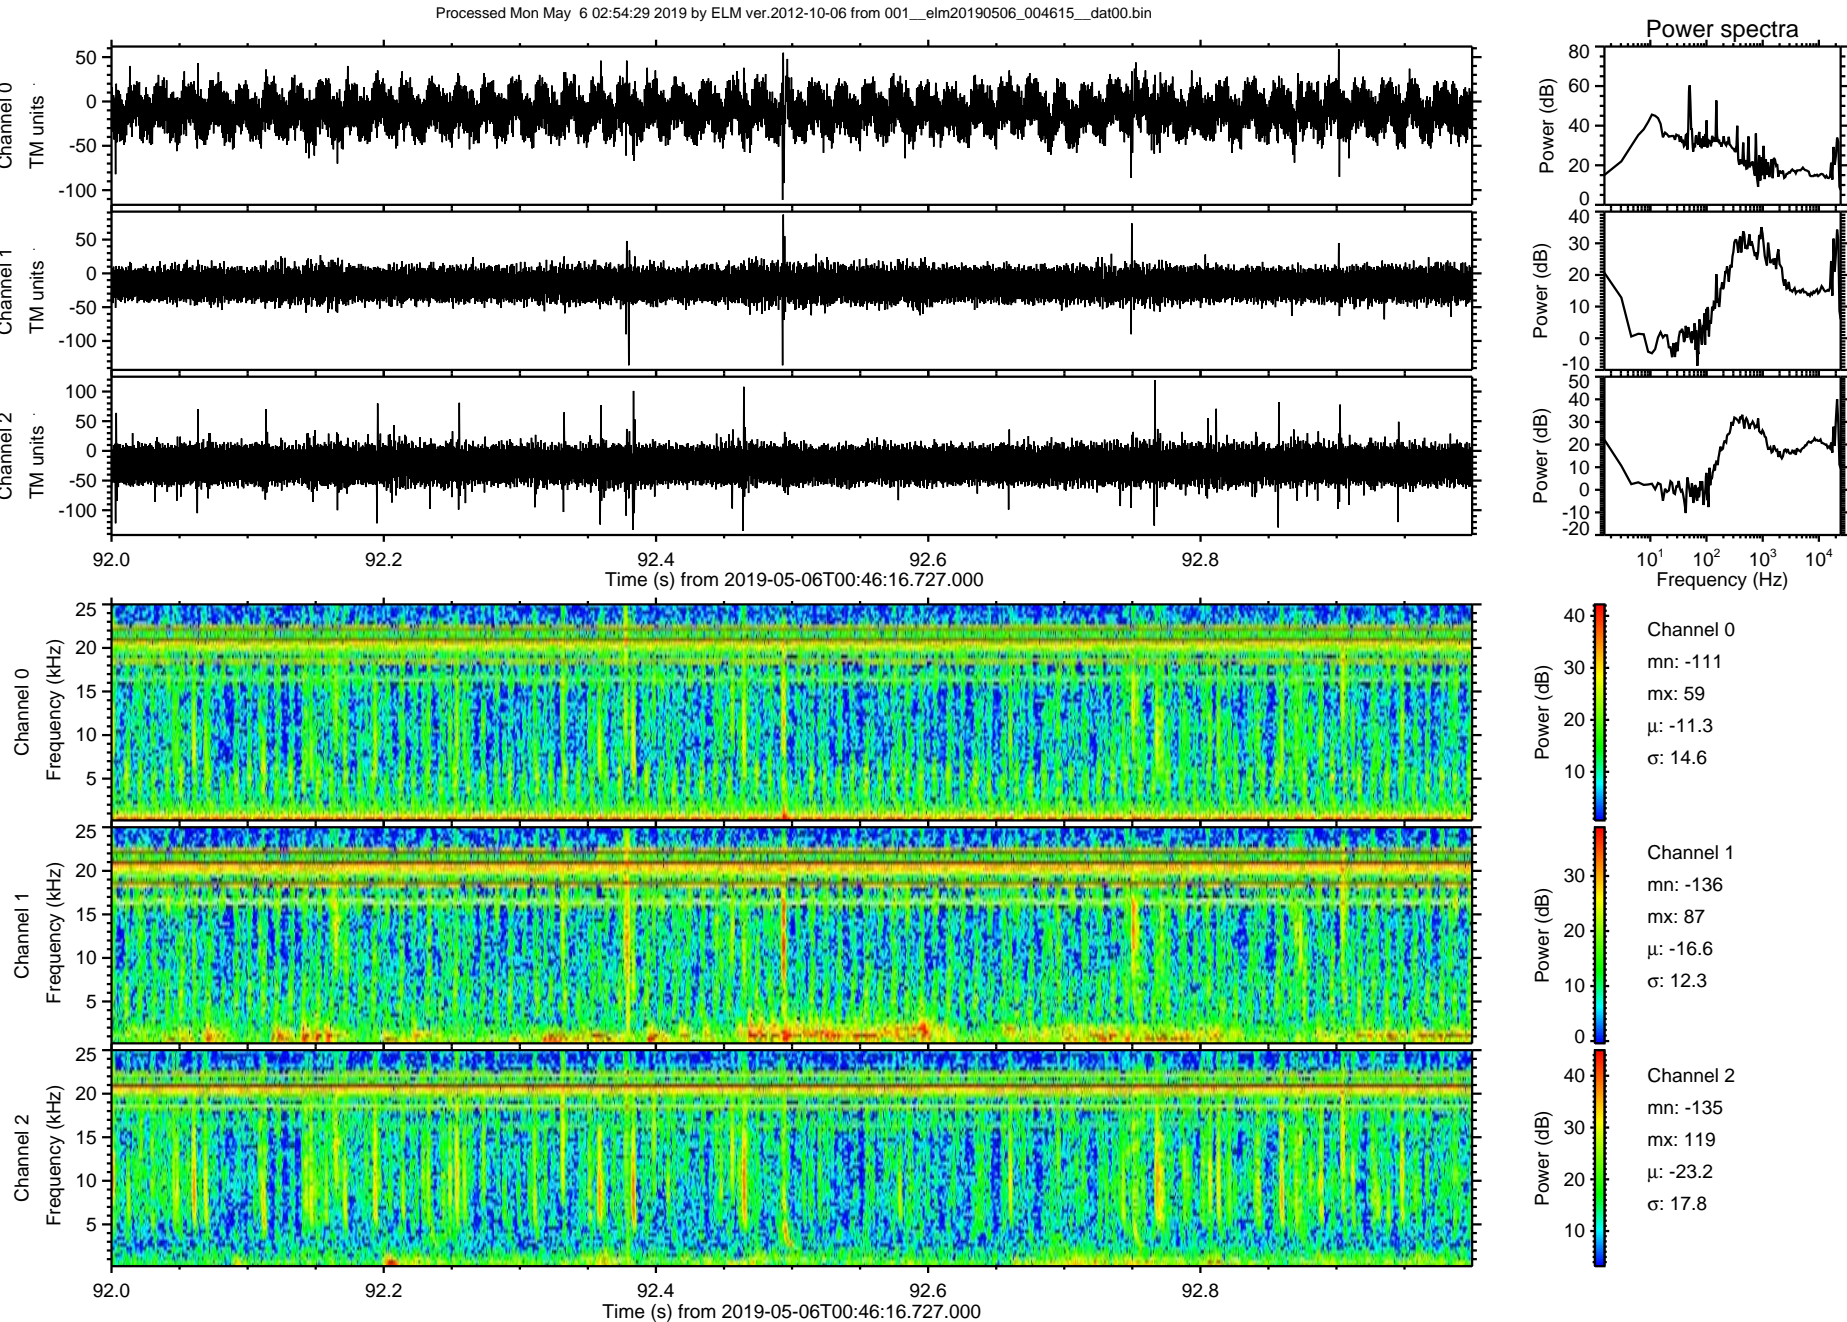 Processed Mon May  6 02:54:29 2019 by ELM ver.2012-10-06 from 001__elm20190506_004615__dat00.bin
Power spectra
Channel 0
TM units
50
0
-50
-100
Power (dB)
80
60
40
20
0
Channel 1
TM units
50
0
-50
-100
Power (dB)
40
30
20
10
0
-10
Channel 2
TM units
100
50
0
-50
-100
Power (dB)
50
40
30
20
10
0
-10
-20
92.0 92.2 92.4 92.6 92.8
Time (s) from 2019-05-06T00:46:16.727.000
10¹ 10² 10³ 10⁴
Frequency (Hz)
Channel 0
Frequency (kHz)
25
20
15
10
5
Power (dB)
40
30
20
10
Channel 0
mn: -111
mx: 59
μ: -11.3
σ: 14.6
Channel 1
Frequency (kHz)
25
20
15
10
5
Power (dB)
30
20
10
0
Channel 1
mn: -136
mx: 87
μ: -16.6
σ: 12.3
Channel 2
Frequency (kHz)
25
20
15
10
5
Power (dB)
40
30
20
10
Channel 2
mn: -135
mx: 119
μ: -23.2
σ: 17.8
92.0 92.2 92.4 92.6 92.8
Time (s) from 2019-05-06T00:46:16.727.000